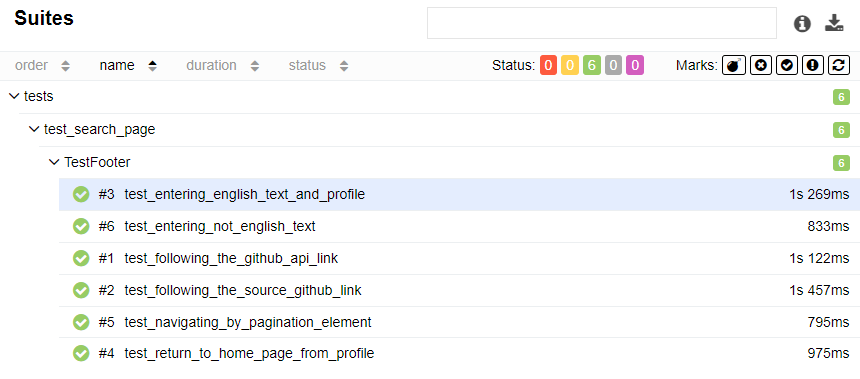 Suites
order name duration status Status: 0 0 6 0 0 Marks:
tests 6
test_search_page 6
TestFooter 6
#3 test_entering_english_text_and_profile 1s 269ms
#6 test_entering_not_english_text 833ms
#1 test_following_the_github_api_link 1s 122ms
#2 test_following_the_source_github_link 1s 457ms
#5 test_navigating_by_pagination_element 795ms
#4 test_return_to_home_page_from_profile 975ms